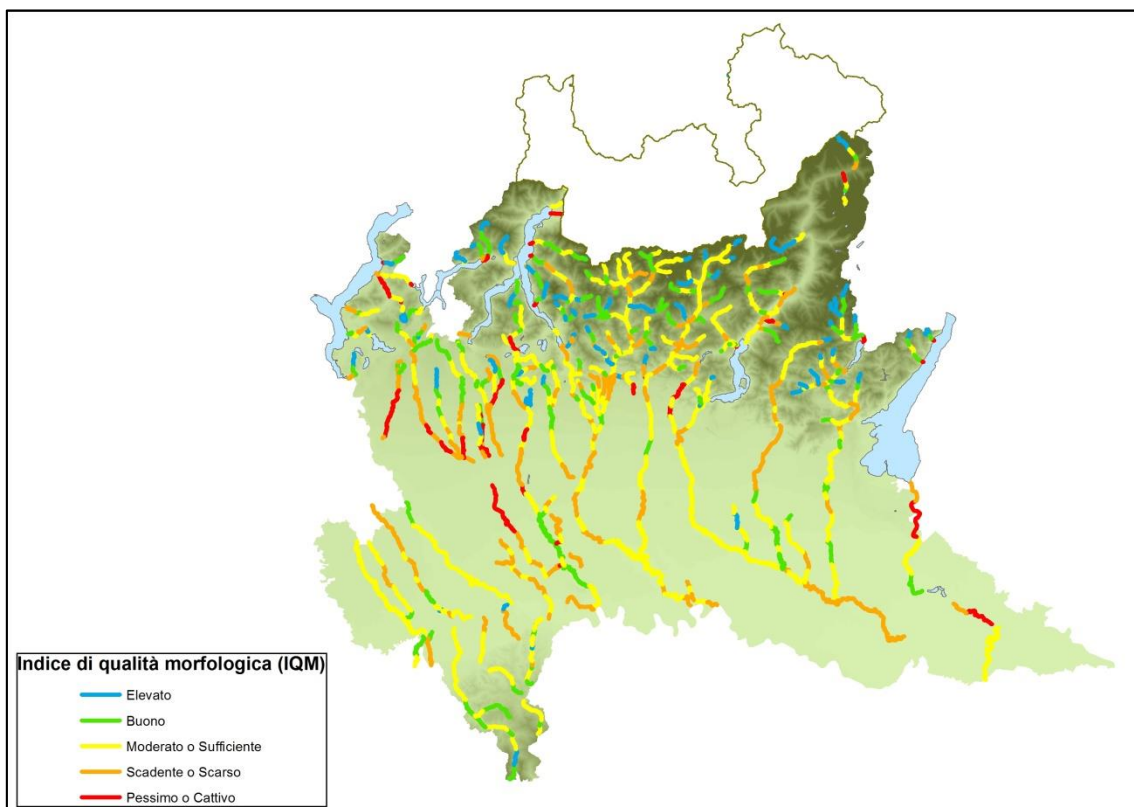 Indice di qualità morfologica (IQM)
Elevato
Buono
Moderato o Sufficiente
Scadente o Scarso
Pessimo o Cattivo